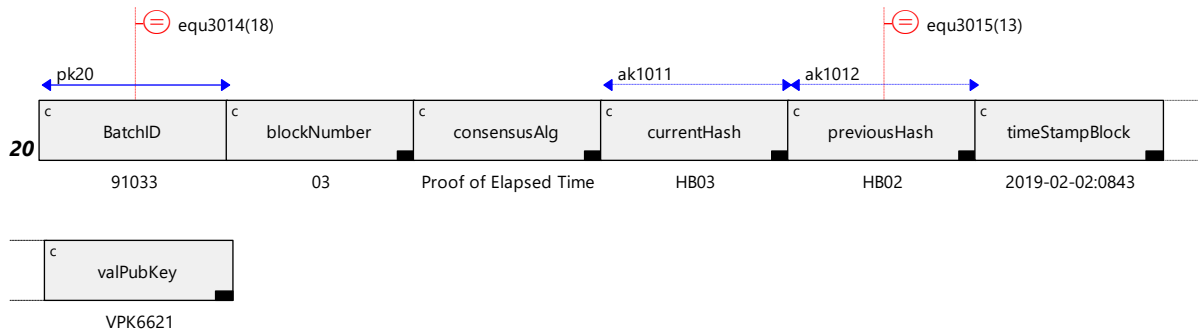 equ3014(18) equ3015(13)
pk20 ak1011 ak1012
c c c c c c
BatchID blockNumber consensusAlg currentHash previousHash timeStampBlock
20
91033 03 Proof of Elapsed Time HB03 HB02 2019-02-02:0843
c
valPubKey
VPK6621